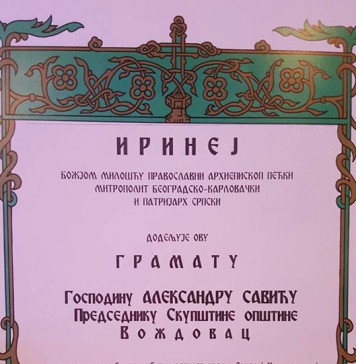 ИРИНЕЈ
БОЖЈОМ МИЛОШЋУ ПРАВОСЛАВНИ АРХИЕПИСКОП ПЕЋКИ
МИТРОПОЛИТ БЕОГРАДСКО-КАРЛОВАЧКИ
И ПАТРИЈАРХ СРПСКИ
ДОДЕЉУЈЕ ОВУ
ГРАМАТУ
Господину АЛЕКСАНДРУ САВИЋУ
Председнику Скупштине општине
Вождовац